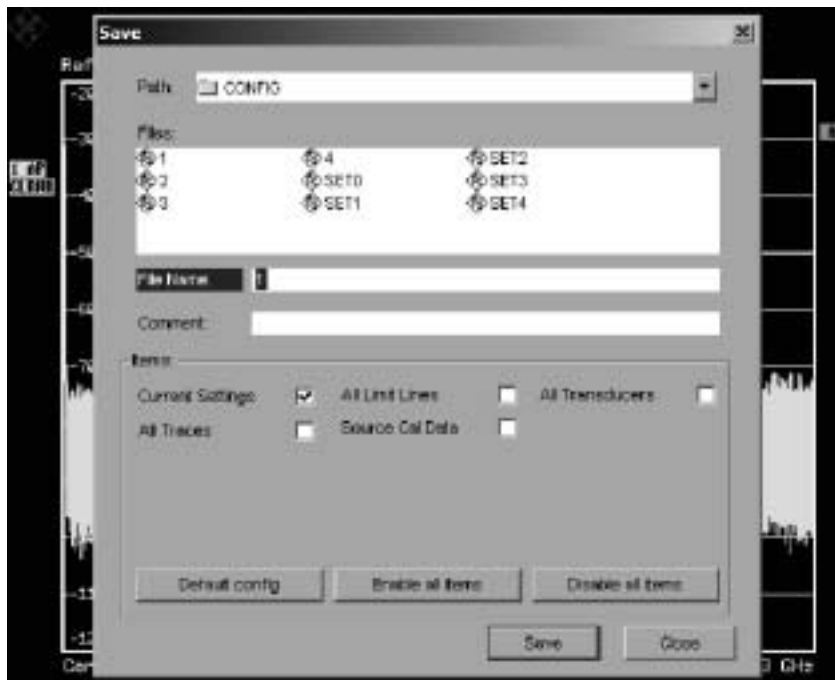 Save
Ref
Path: CONFIG
Files:
1 4 SET2
2 SET0 SET3
3 SET1 SET4
File Name: 1
Comment:
Items
Current Settings All Limit Lines All Transducers
All Traces Source Cal Data
Default config Enable all items Disable all items
Save Close
GHz